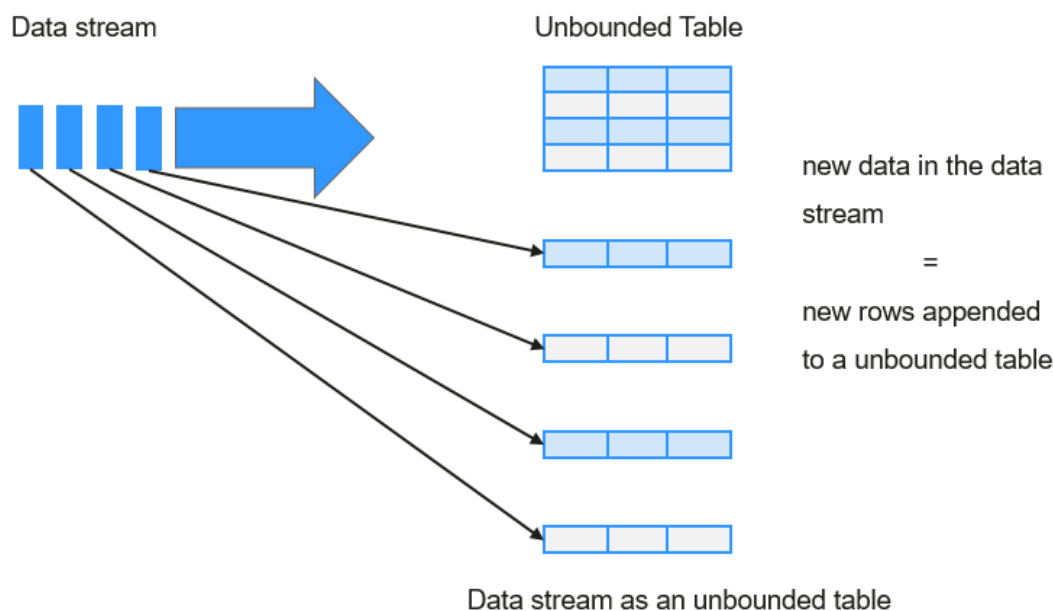 Data stream
Unbounded Table
new data in the data
stream
=
new rows appended
to a unbounded table
Data stream as an unbounded table